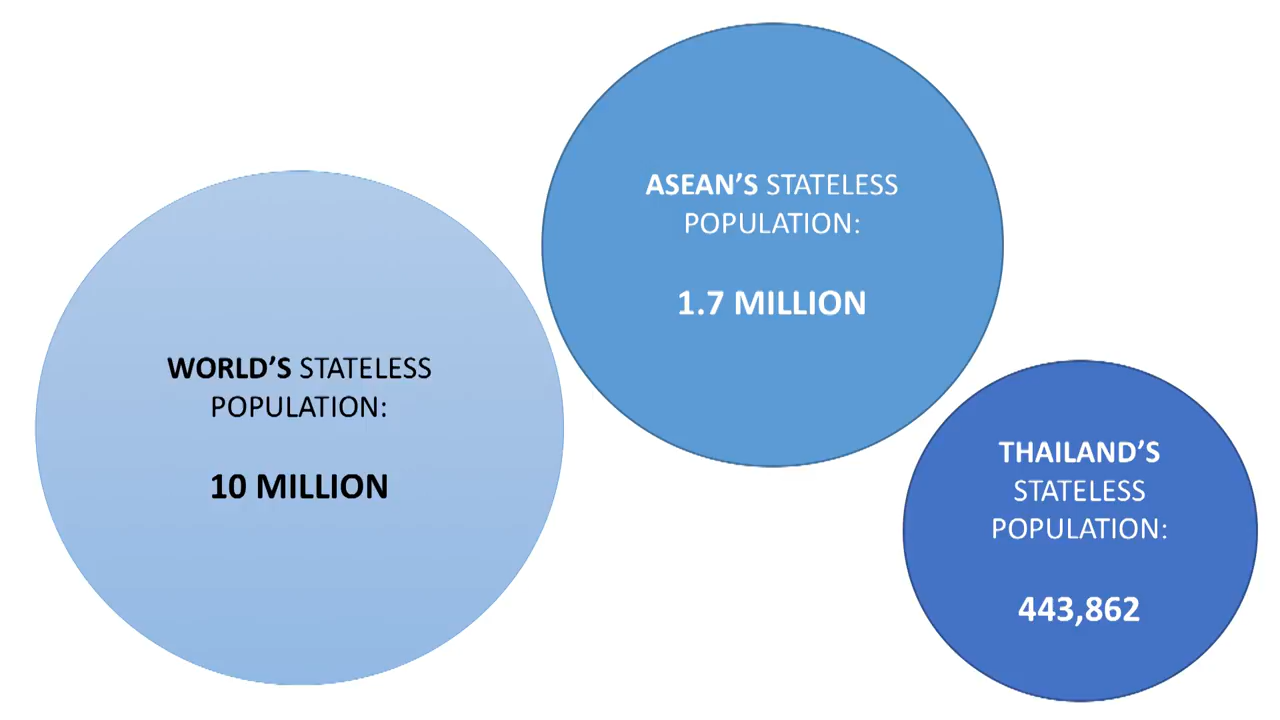 WORLD’S STATELESS
POPULATION:
10 MILLION
ASEAN’S STATELESS
POPULATION:
1.7 MILLION
THAILAND’S
STATELESS
POPULATION:
443,862